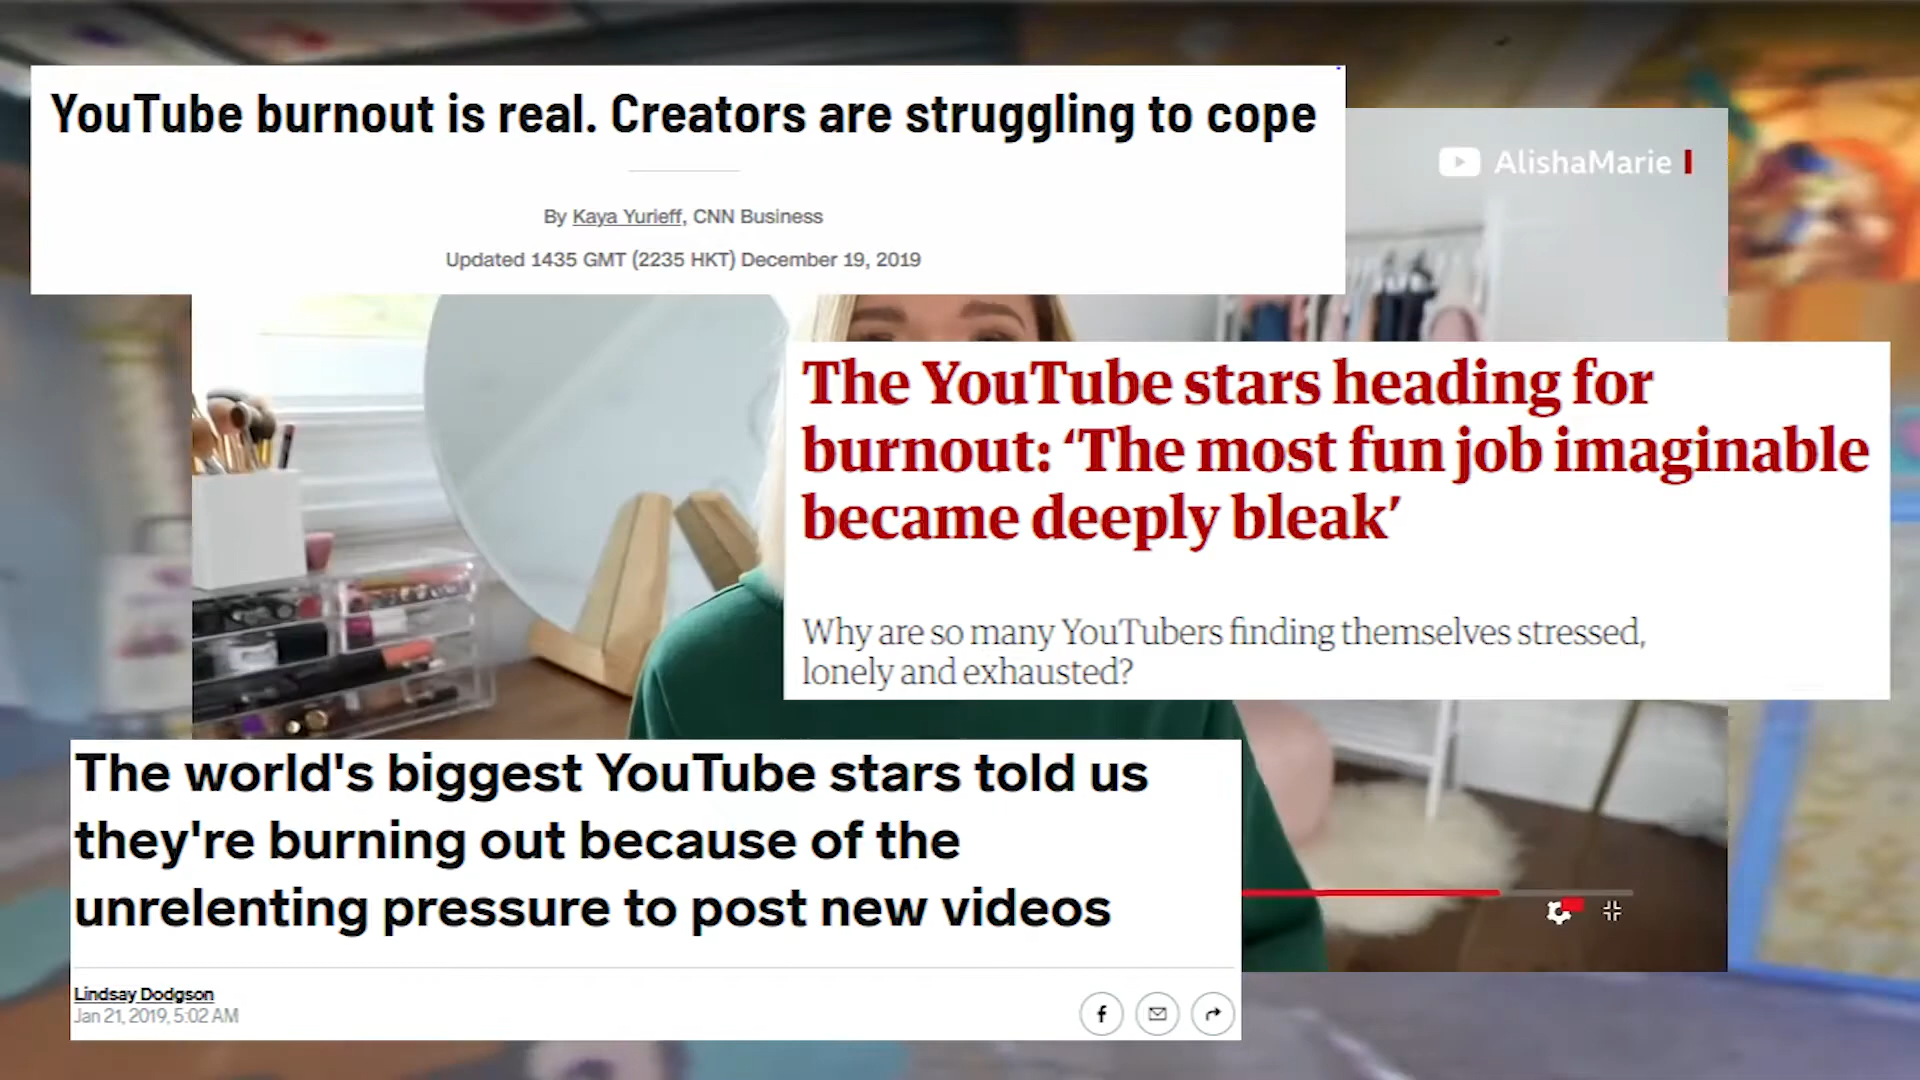 YouTube burnout is real. Creators are struggling to cope
By Kaya Yurieff, CNN Business
Updated 1435 GMT (2235 HKT) December 19, 2019
AlishaMarie
The YouTube stars heading for
burnout: ‘The most fun job imaginable
became deeply bleak’
Why are so many YouTubers finding themselves stressed,
lonely and exhausted?
The world's biggest YouTube stars told us
they're burning out because of the
unrelenting pressure to post new videos
Lindsay Dodgson
Jan 21, 2019, 5:02 AM